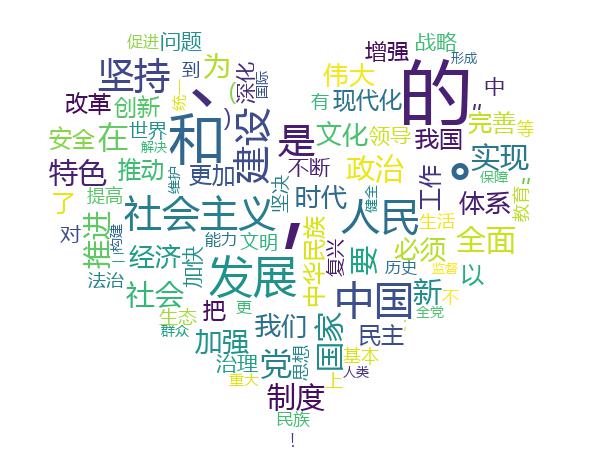 促进
问题
坚持
、
为
深化
国际
的
增强
战略
形成
伟大
改革
创新
统一
(
有
现代化
我国
"
中
安全
在
世界
和
)
建设
是
文化
领导
完善
等
特色
推动
解决
更加
维护
不断
政治
工作
。
实现
保障
了
提高
社会主义
坚决
时代
健全
人民
体系
教育
"
对
推进
构建
一
经济
加快
能力
文明
,
中华民族
复兴
要
必须
生活
全面
法治
社会
发展
历史
监督
以
生态
把
更
中国
新
不
群众
加强
我们
国家
民主
全党
治理
党
思想
基本
重大
制度
上
人类
民族
!
到